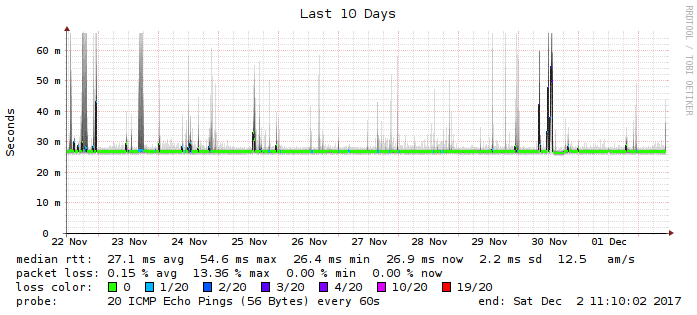 Last 10 Days
RRDTOOL / TOBI OETIKER
Seconds
60 m
50 m
40 m
30 m
20 m
10 m
0
22 Nov 23 Nov 24 Nov 25 Nov 26 Nov 27 Nov 28 Nov 29 Nov 30 Nov 01 Dec
median rtt: 27.1 ms avg 54.6 ms max 26.4 ms min 26.9 ms now 2.2 ms sd 12.5 am/s
packet loss: 0.15 % avg 13.36 % max 0.00 % min 0.00 % now
loss color: 0 1/20 2/20 3/20 4/20 10/20 19/20
probe: 20 ICMP Echo Pings (56 Bytes) every 60s end: Sat Dec 2 11:10:02 2017